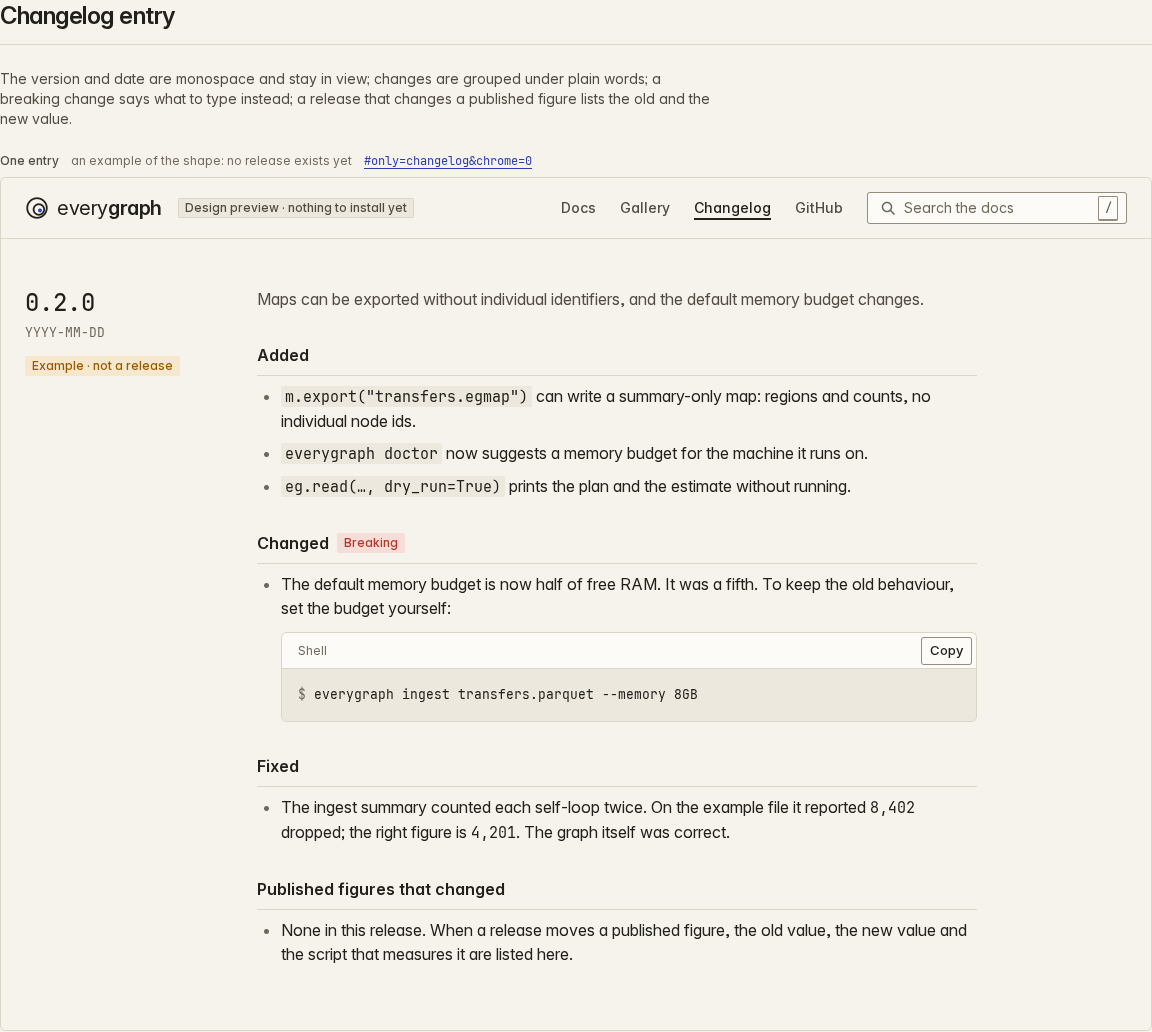 Changelog entry
The version and date are monospace and stay in view; changes are grouped under plain words; a
breaking change says what to type instead; a release that changes a published figure lists the old and the
new value.
One entry an example of the shape: no release exists yet #only=changelog&chrome=0
everygraph Design preview · nothing to install yet Docs Gallery Changelog GitHub Search the docs /
0.2.0
YYYY-MM-DD
Example · not a release
Maps can be exported without individual identifiers, and the default memory budget changes.
Added
• m.export("transfers.egmap") can write a summary-only map: regions and counts, no
individual node ids.
• everygraph doctor now suggests a memory budget for the machine it runs on.
• eg.read(…, dry_run=True) prints the plan and the estimate without running.
Changed Breaking
• The default memory budget is now half of free RAM. It was a fifth. To keep the old behaviour,
set the budget yourself:
Shell Copy
$ everygraph ingest transfers.parquet --memory 8GB
Fixed
• The ingest summary counted each self-loop twice. On the example file it reported 8,402
dropped; the right figure is 4,201. The graph itself was correct.
Published figures that changed
• None in this release. When a release moves a published figure, the old value, the new value and
the script that measures it are listed here.